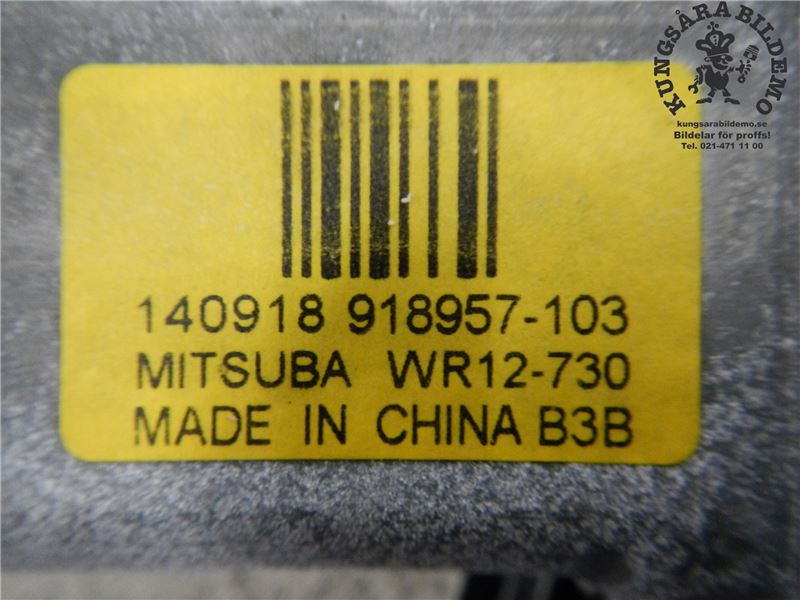 KUNGSÅRA BILDEMO
kungsarabildemo.se
Bildelar för proffs!
Tel. 021-471 11 00
140918 918957-103
MITSUBA WR12-730
MADE IN CHINA B3B